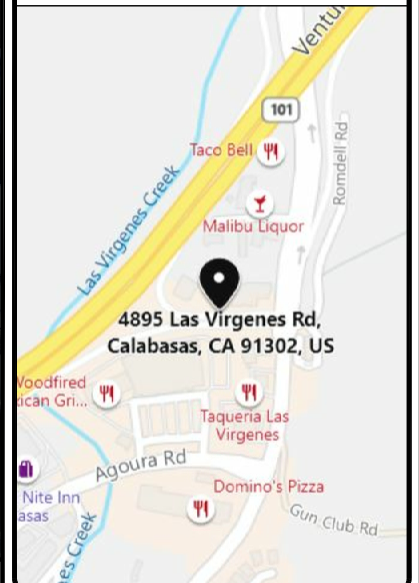 Ventu
101
Taco Bell
Romdell Rd
Las Virgenes Creek
Malibu Liquor
4895 Las Virgenes Rd,
Calabasas, CA 91302, US
Woodfired
ican Gri...
Taqueria Las
Virgenes
Agoura Rd
Domino's Pizza
Nite Inn
asas
Gun Club Rd
es Creek